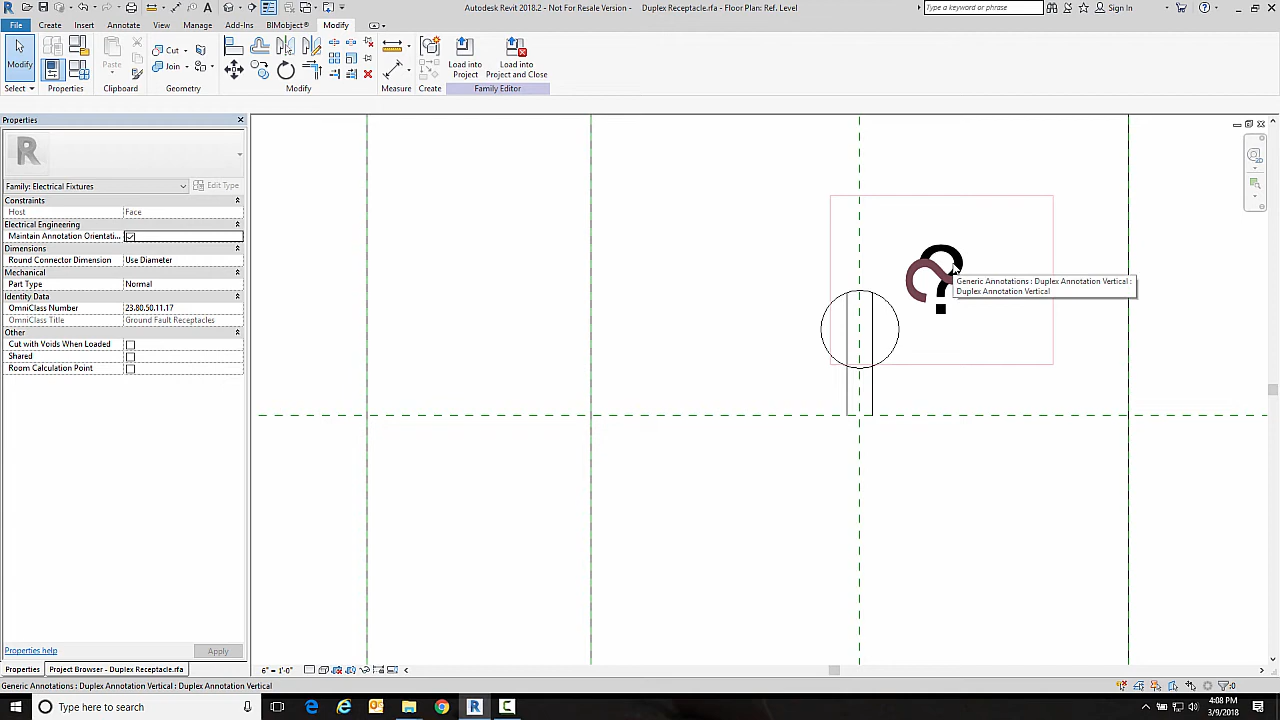 Autodesk Revit 2018.2 - Not For Resale Version - Duplex Receptacle.rfa - Floor Plan: Ref. Level
Type a keyword or phrase
Sign In
File Create Insert Annotate View Manage Add-Ins BIMobject® Modify
Modify
Paste
Cut
Join
Load into Project
Load into Project and Close
Select Properties Clipboard Geometry Modify Measure Create Family Editor
Properties
R
Family: Electrical Fixtures Edit Type
Constraints
Host Face
Electrical Engineering
Maintain Annotation Orientati...
Dimensions
Round Connector Dimension Use Diameter
Mechanical
Part Type Normal
Identity Data
OmniClass Number 23.80.50.11.17
OmniClass Title Ground Fault Receptacles
Other
Cut with Voids When Loaded
Shared
Room Calculation Point
?
?
Generic Annotations : Duplex Annotation Vertical :
Duplex Annotation Vertical
Properties help Apply
Properties Project Browser - Duplex Receptacle.rfa
6" = 1'-0"
Generic Annotations : Duplex Annotation Vertical : Duplex Annotation Vertical
:0
Type here to search
4:08 PM
3/9/2018